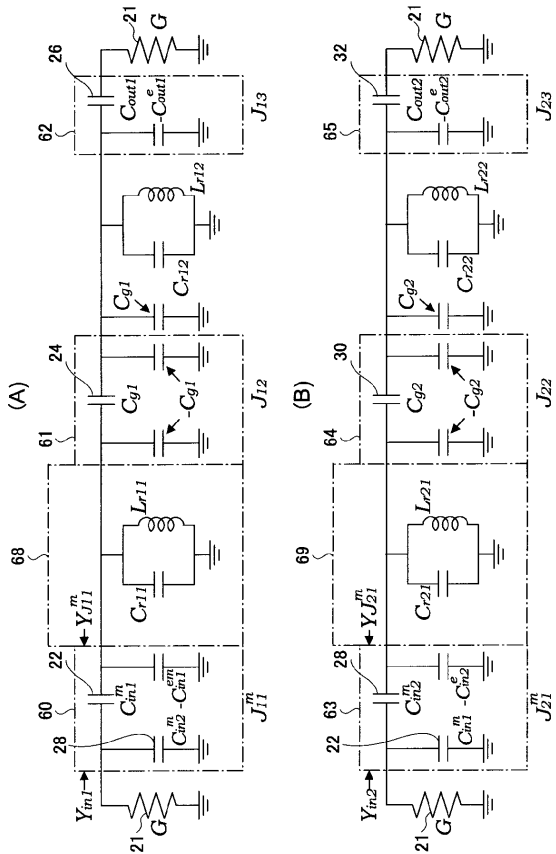 (A)
Y_in1
60
22
Y^m_J11
68
61
24
62
26
21
G
28
C^m_in1
C^m_in2
-C^em_in1
C_r11
L_r11
C_g1
-C_g1
C_g1
C_r12
L_r12
C_out1
-C^e_out1
G
21
J^m_11
J_12
J_13
(B)
Y_in2
63
28
Y^m_J21
69
64
30
65
32
21
G
22
C^m_in2
C^m_in1
-C^e_in2
C_r21
L_r21
C_g2
-C_g2
C_g2
C_r22
L_r22
C_out2
-C^e_out2
G
21
J^m_21
J_22
J_23